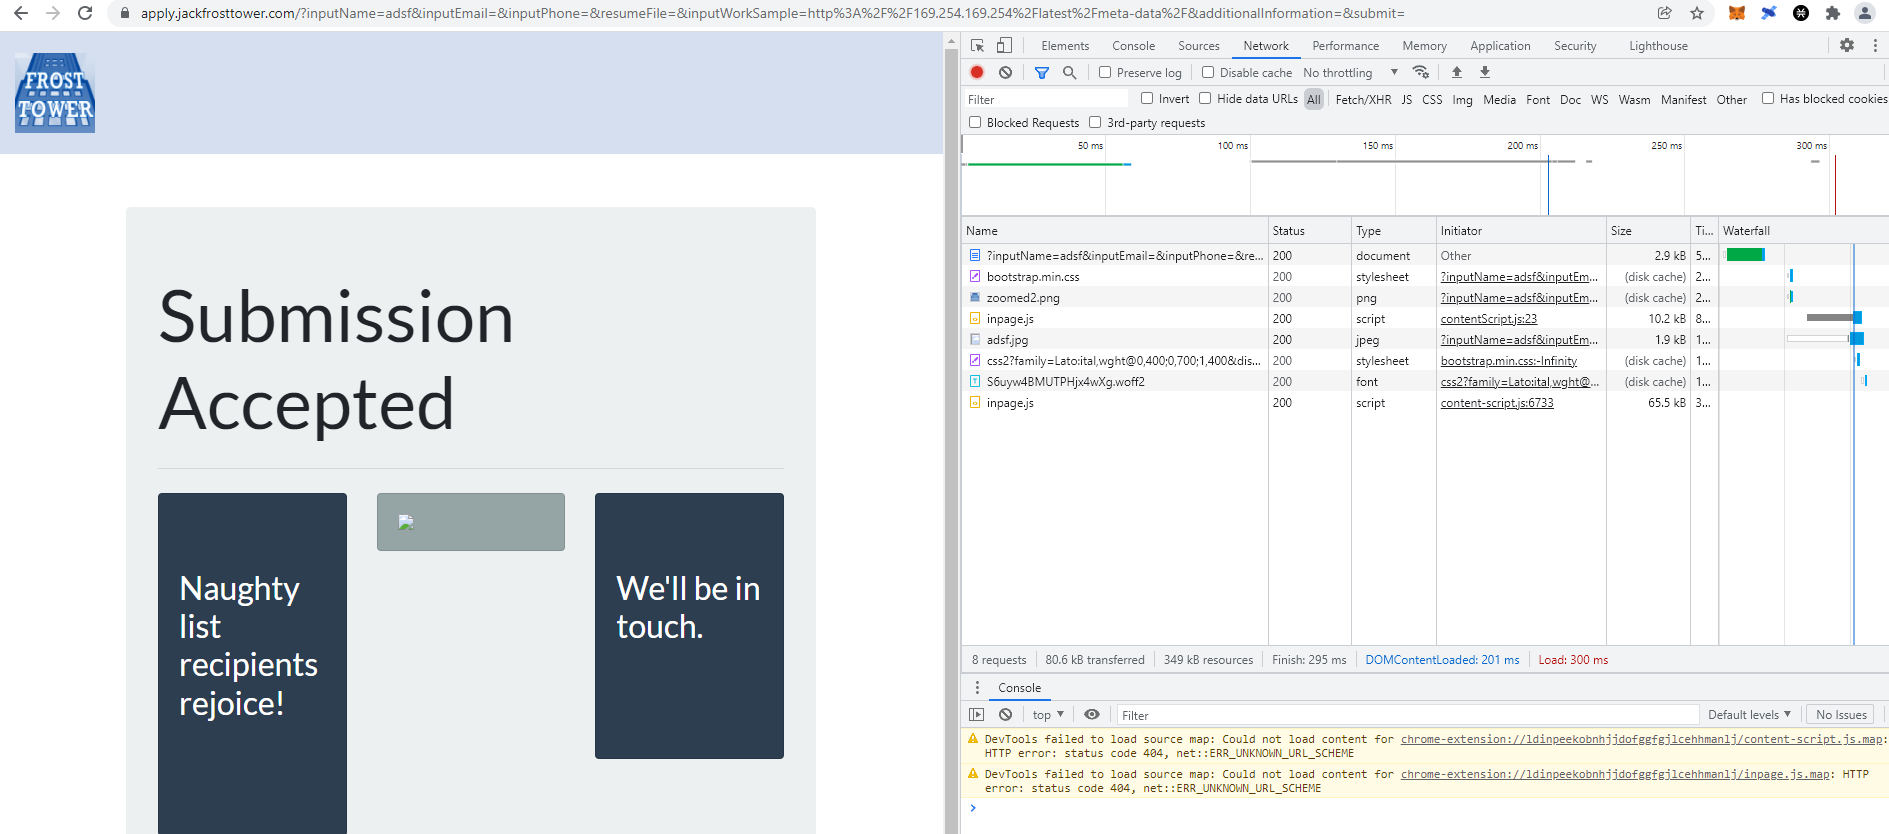 apply.jackfrosttower.com/?inputName=adsf&inputEmail=&inputPhone=&resumeFile=&inputWorkSample=http%3A%2F%2F169.254.169.254%2Flatest%2Fmeta-data%2F&additionalInformation=&submit=
FROST
TOWER
Submission
Accepted
Naughty
list
recipients
rejoice!
We'll be in
touch.
Elements Console Sources Network Performance Memory Application Security Lighthouse
Preserve log Disable cache No throttling
Filter Invert Hide data URLs All Fetch/XHR JS CSS Img Media Font Doc WS Wasm Manifest Other Has blocked cookies
Blocked Requests 3rd-party requests
50 ms 100 ms 150 ms 200 ms 250 ms 300 ms
Name Status Type Initiator Size Ti... Waterfall
?inputName=adsf&inputEmail=&inputPhone=&re... 200 document Other 2.9 kB 5...
bootstrap.min.css 200 stylesheet ?inputName=adsf&inputEm... (disk cache) 2...
zoomed2.png 200 png ?inputName=adsf&inputEm... (disk cache) 2...
inpage.js 200 script contentScript.js:23 10.2 kB 8...
adsf.jpg 200 jpeg ?inputName=adsf&inputEm... 1.9 kB 1...
css2?family=Lato:ital,wght@0,400;0,700;1,400&dis... 200 stylesheet bootstrap.min.css:-Infinity (disk cache) 1...
S6uyw4BMUTPHjx4wXg.woff2 200 font css2?family=Lato:ital,wght@... (disk cache) 1...
inpage.js 200 script content-script.js:6733 65.5 kB 3...
8 requests 80.6 kB transferred 349 kB resources Finish: 295 ms DOMContentLoaded: 201 ms Load: 300 ms
Console
top Filter Default levels No Issues
DevTools failed to load source map: Could not load content for chrome-extension://ldinpeekobnhjjdofggfgjlcehhmanlj/content-script.js.map:
HTTP error: status code 404, net::ERR_UNKNOWN_URL_SCHEME
DevTools failed to load source map: Could not load content for chrome-extension://ldinpeekobnhjjdofggfgjlcehhmanlj/inpage.js.map: HTTP
error: status code 404, net::ERR_UNKNOWN_URL_SCHEME